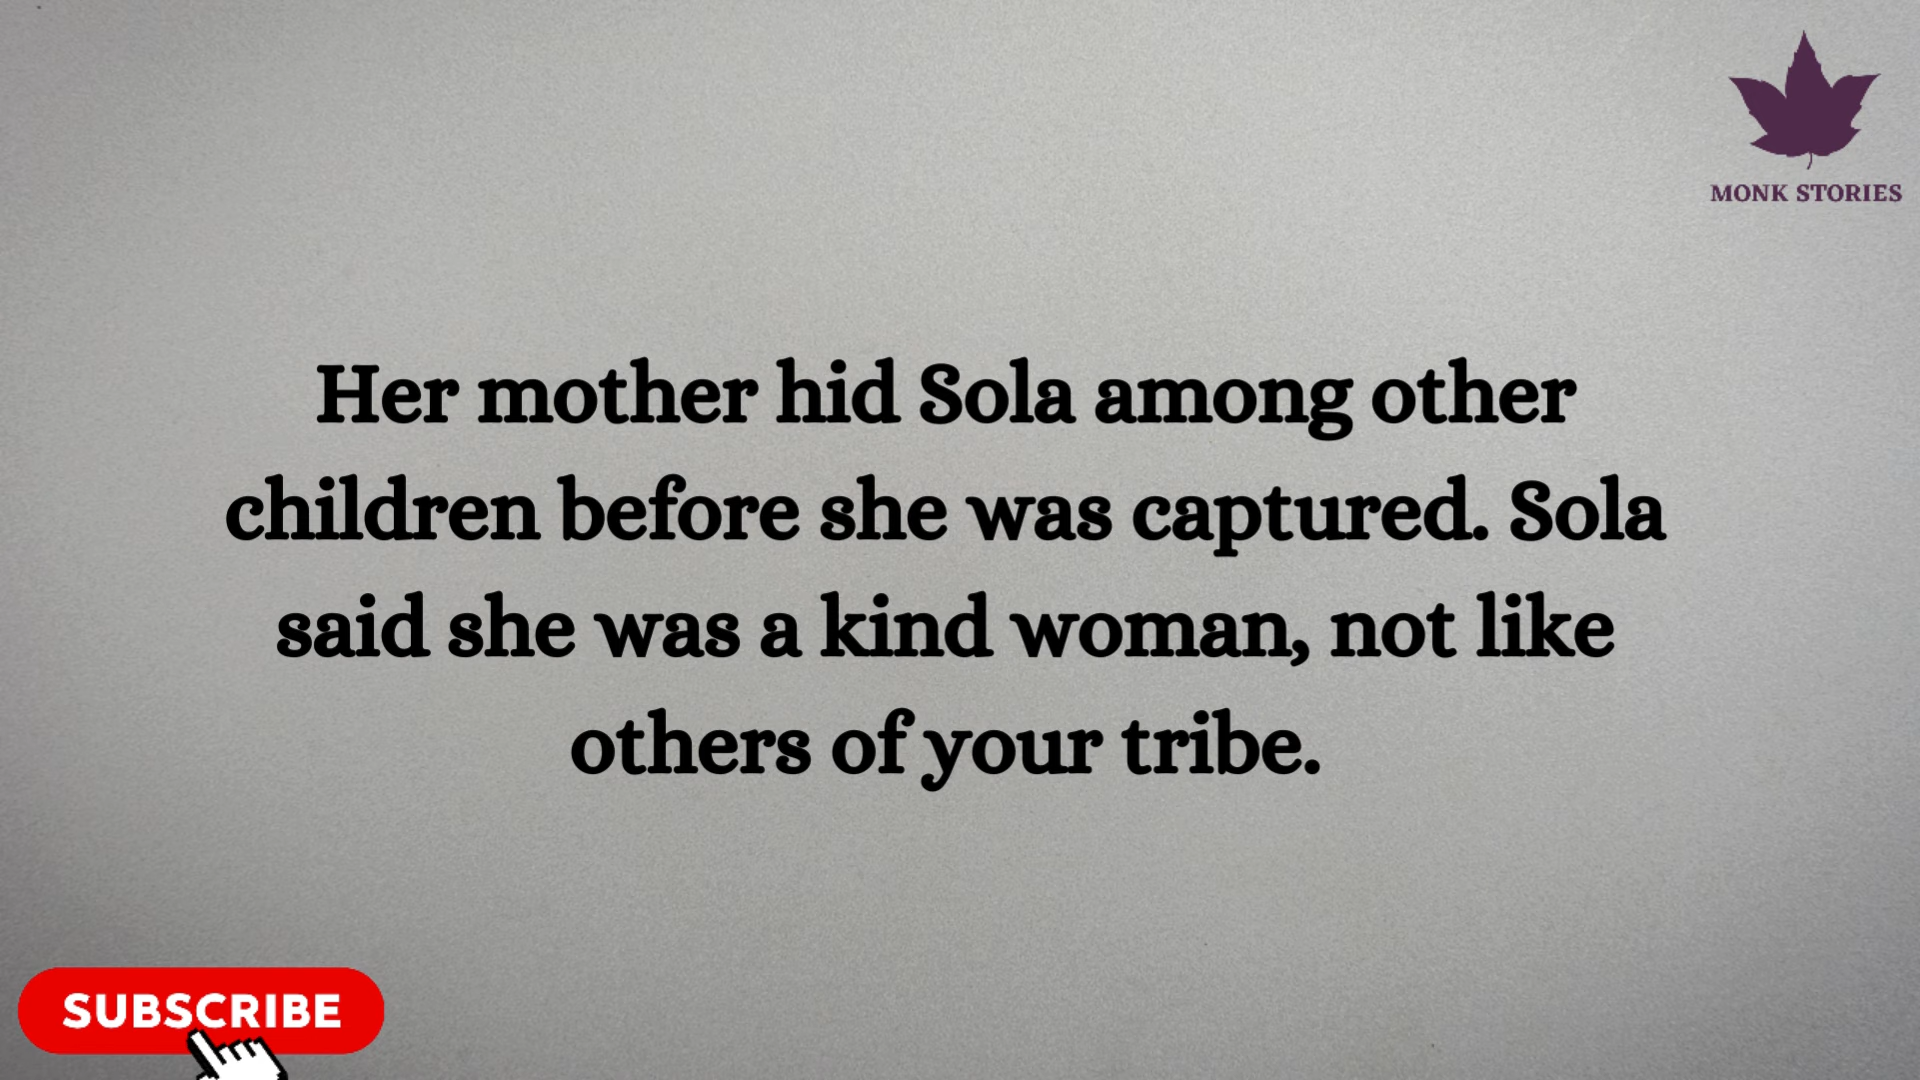 MONK STORIES
Her mother hid Sola among other
children before she was captured. Sola
said she was a kind woman, not like
others of your tribe.
SUBSCRIBE